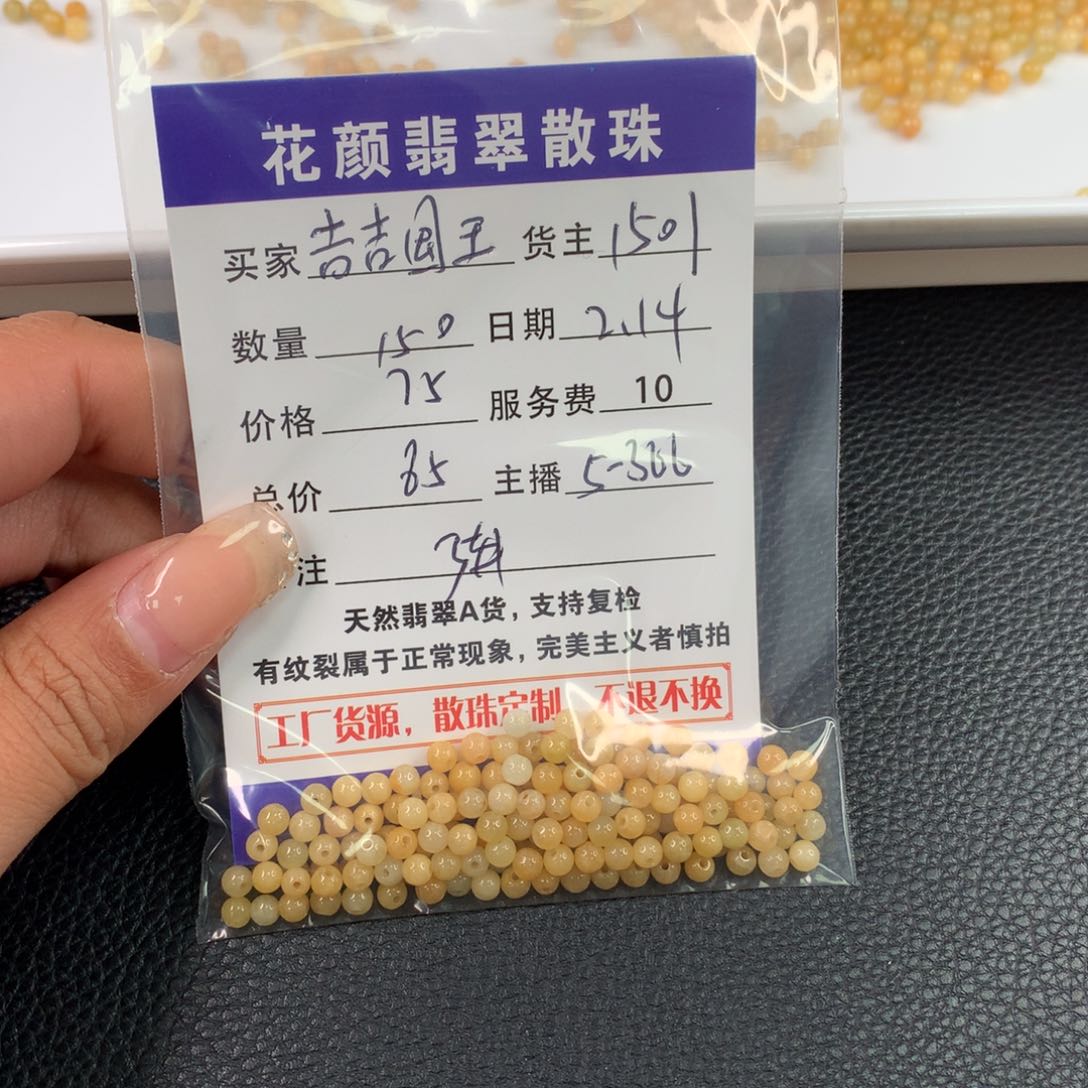 花颜翡翠散珠
买家 吉吉国王 货主 1501
数量 150 日期 2.14
价格 75 服务费 10
总价 85 主播 5-366
注
天然翡翠A货，支持复检
有纹裂属于正常现象，完美主义者慎拍
工厂货源，散珠定制 不退不换